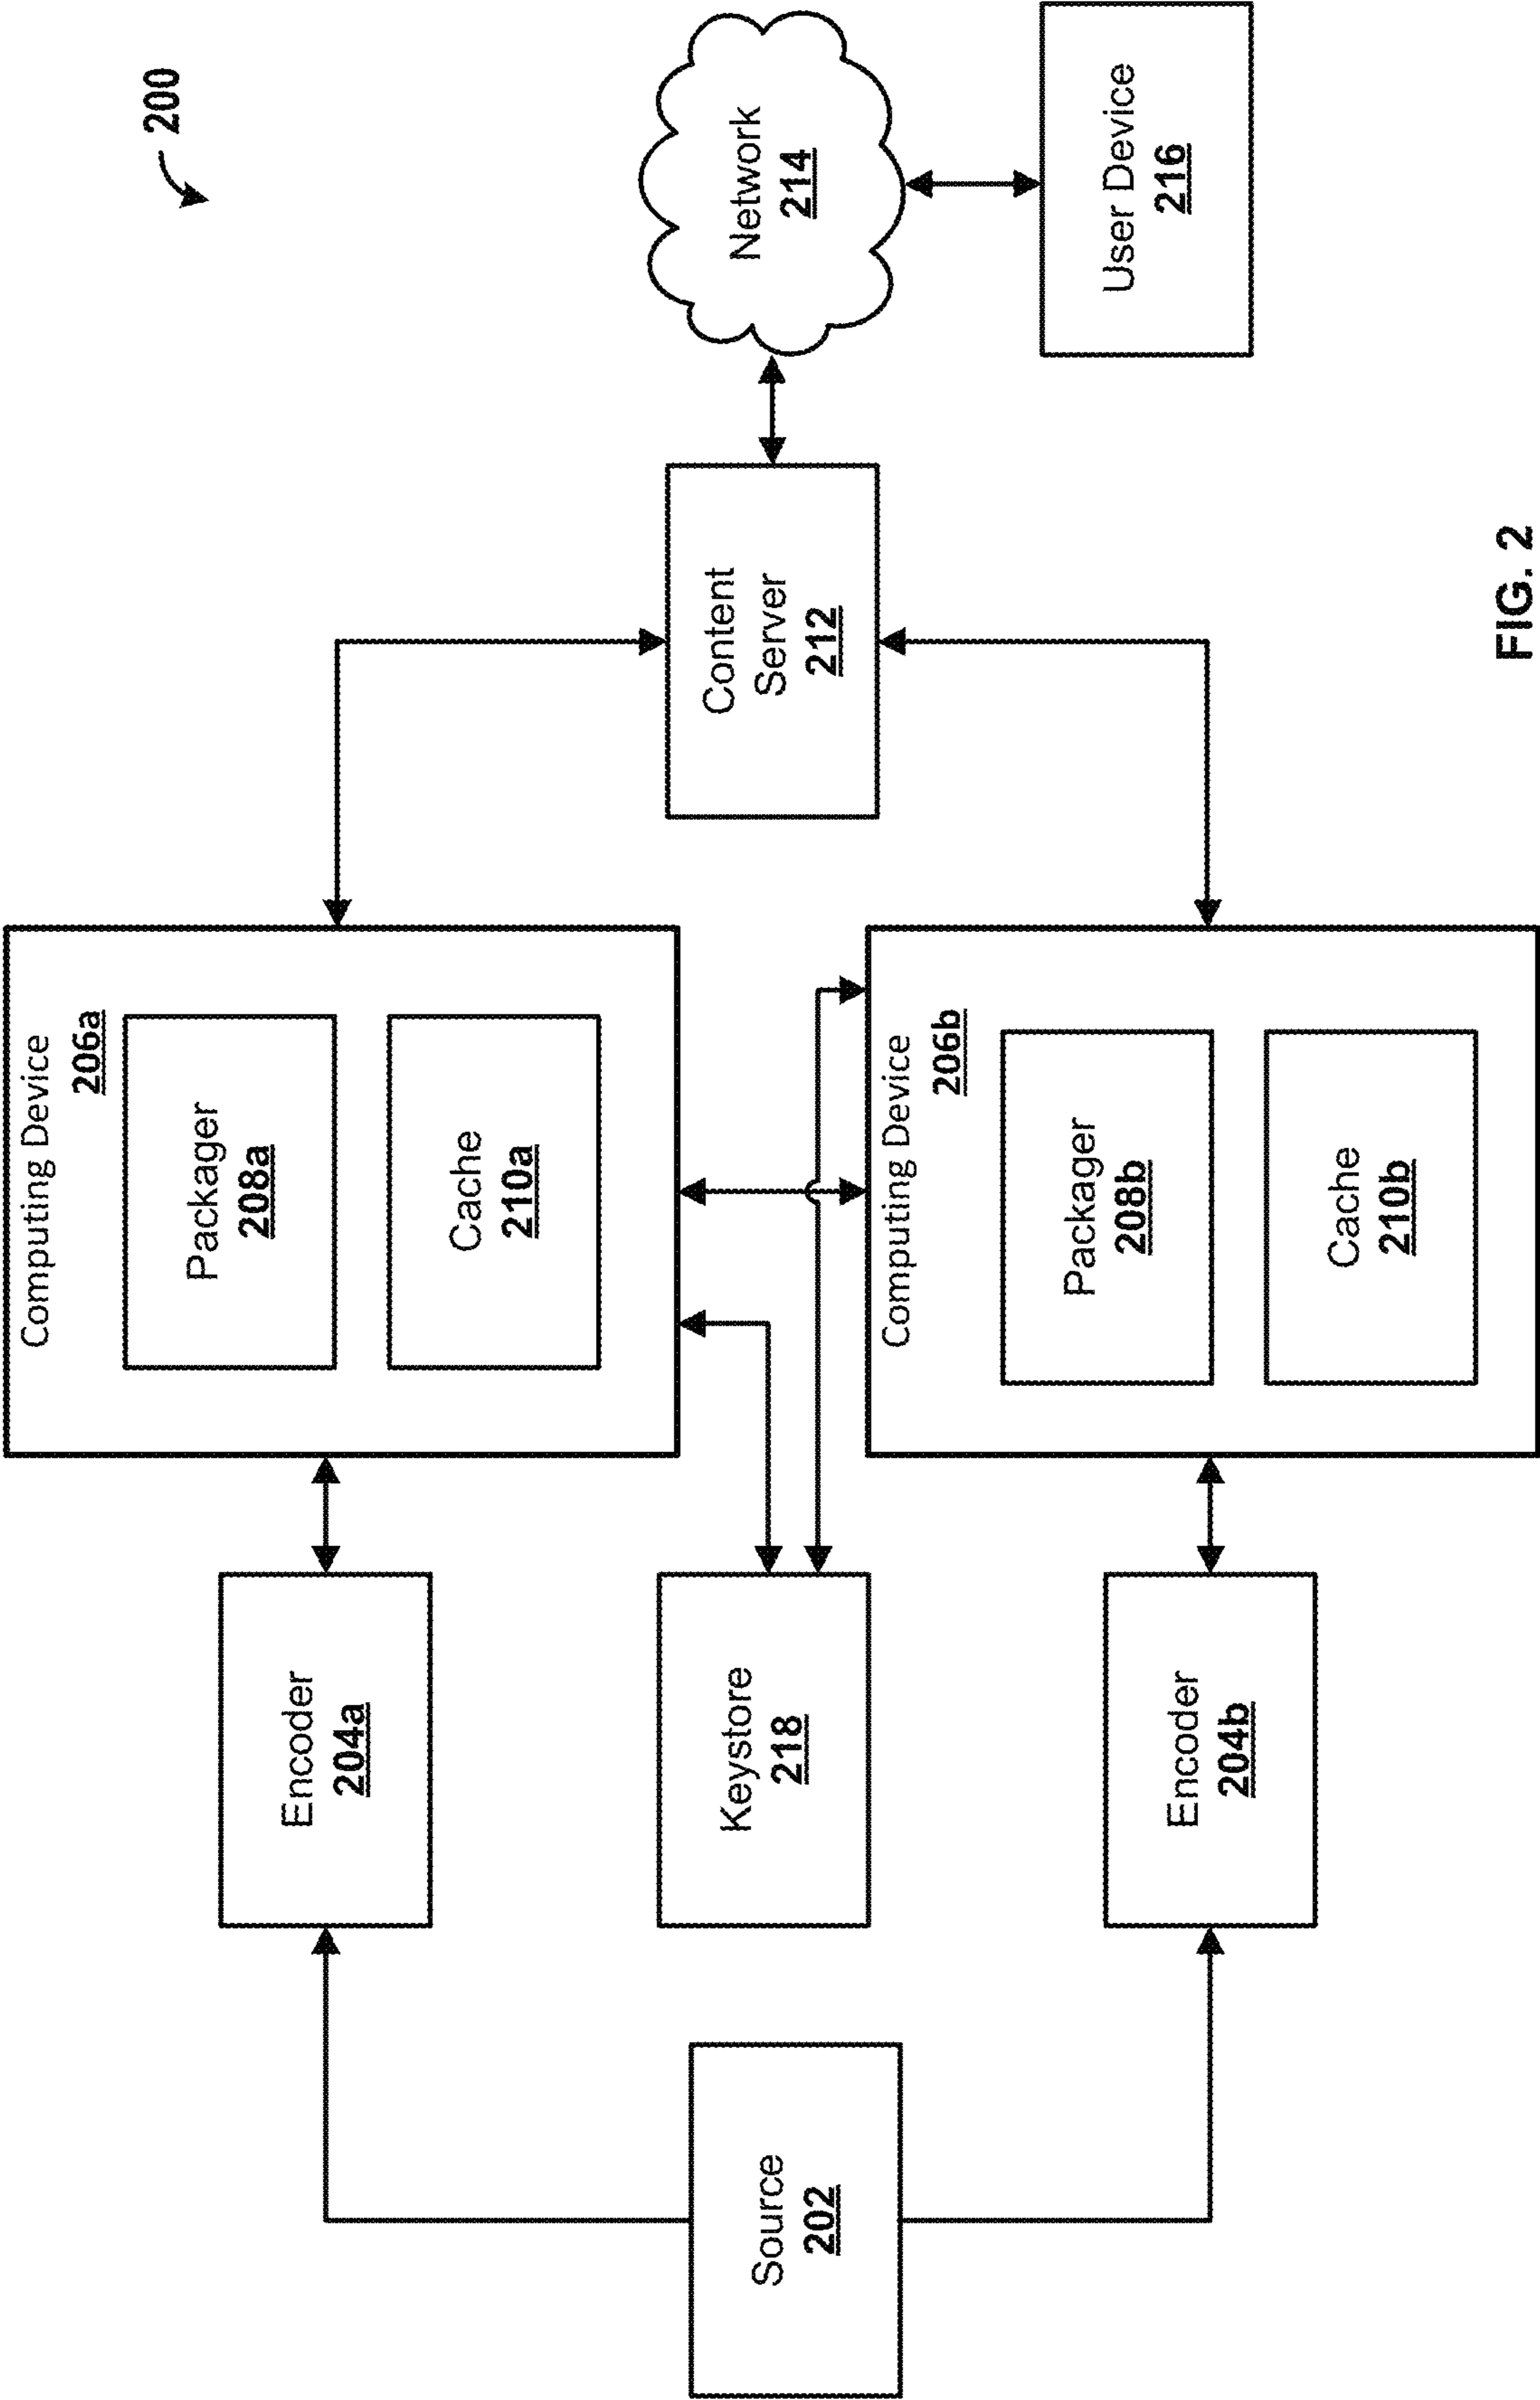 200
Source
202
Encoder
204a
Keystore
218
Encoder
204b
Computing Device
206a
Packager
208a
Cache
210a
Computing Device
206b
Packager
208b
Cache
210b
Content
Server
212
Network
214
User Device
216
FIG. 2